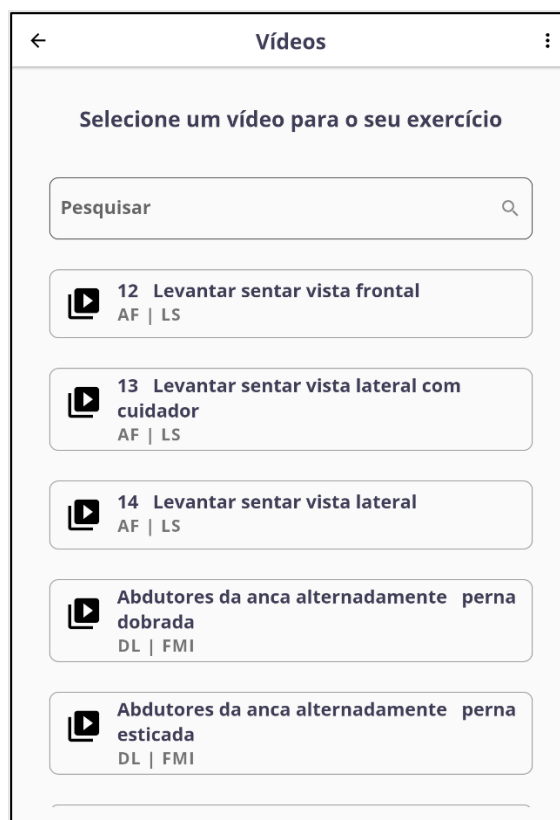 Vídeos
Selecione um vídeo para o seu exercício
Pesquisar
12 Levantar sentar vista frontal
AF | LS
13 Levantar sentar vista lateral com
cuidador
AF | LS
14 Levantar sentar vista lateral
AF | LS
Abdutores da anca alternadamente perna
dobrada
DL | FMI
Abdutores da anca alternadamente perna
esticada
DL | FMI